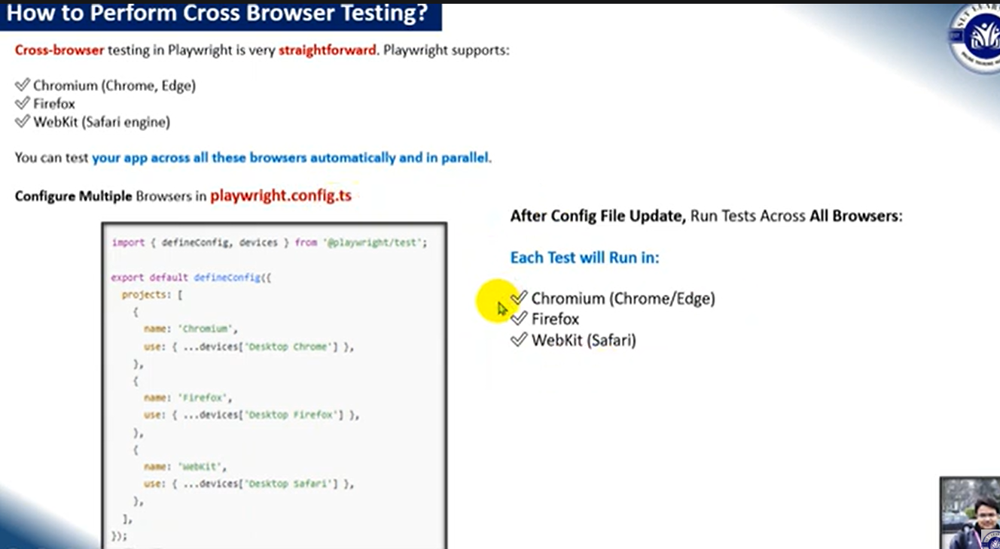 How to Perform Cross Browser Testing?
Cross-browser testing in Playwright is very straightforward. Playwright supports:
Chromium (Chrome, Edge)
Firefox
WebKit (Safari engine)
You can test your app across all these browsers automatically and in parallel.
Configure Multiple Browsers in playwright.config.ts
import { defineConfig, devices } from '@playwright/test';
export default defineConfig({
projects: [
{
name: 'Chromium',
use: { ...devices['Desktop Chrome'] },
},
{
name: 'Firefox',
use: { ...devices['Desktop Firefox'] },
},
{
name: 'WebKit',
use: { ...devices['Desktop Safari'] },
},
],
});
After Config File Update, Run Tests Across All Browsers:
Each Test will Run in:
Chromium (Chrome/Edge)
Firefox
WebKit (Safari)